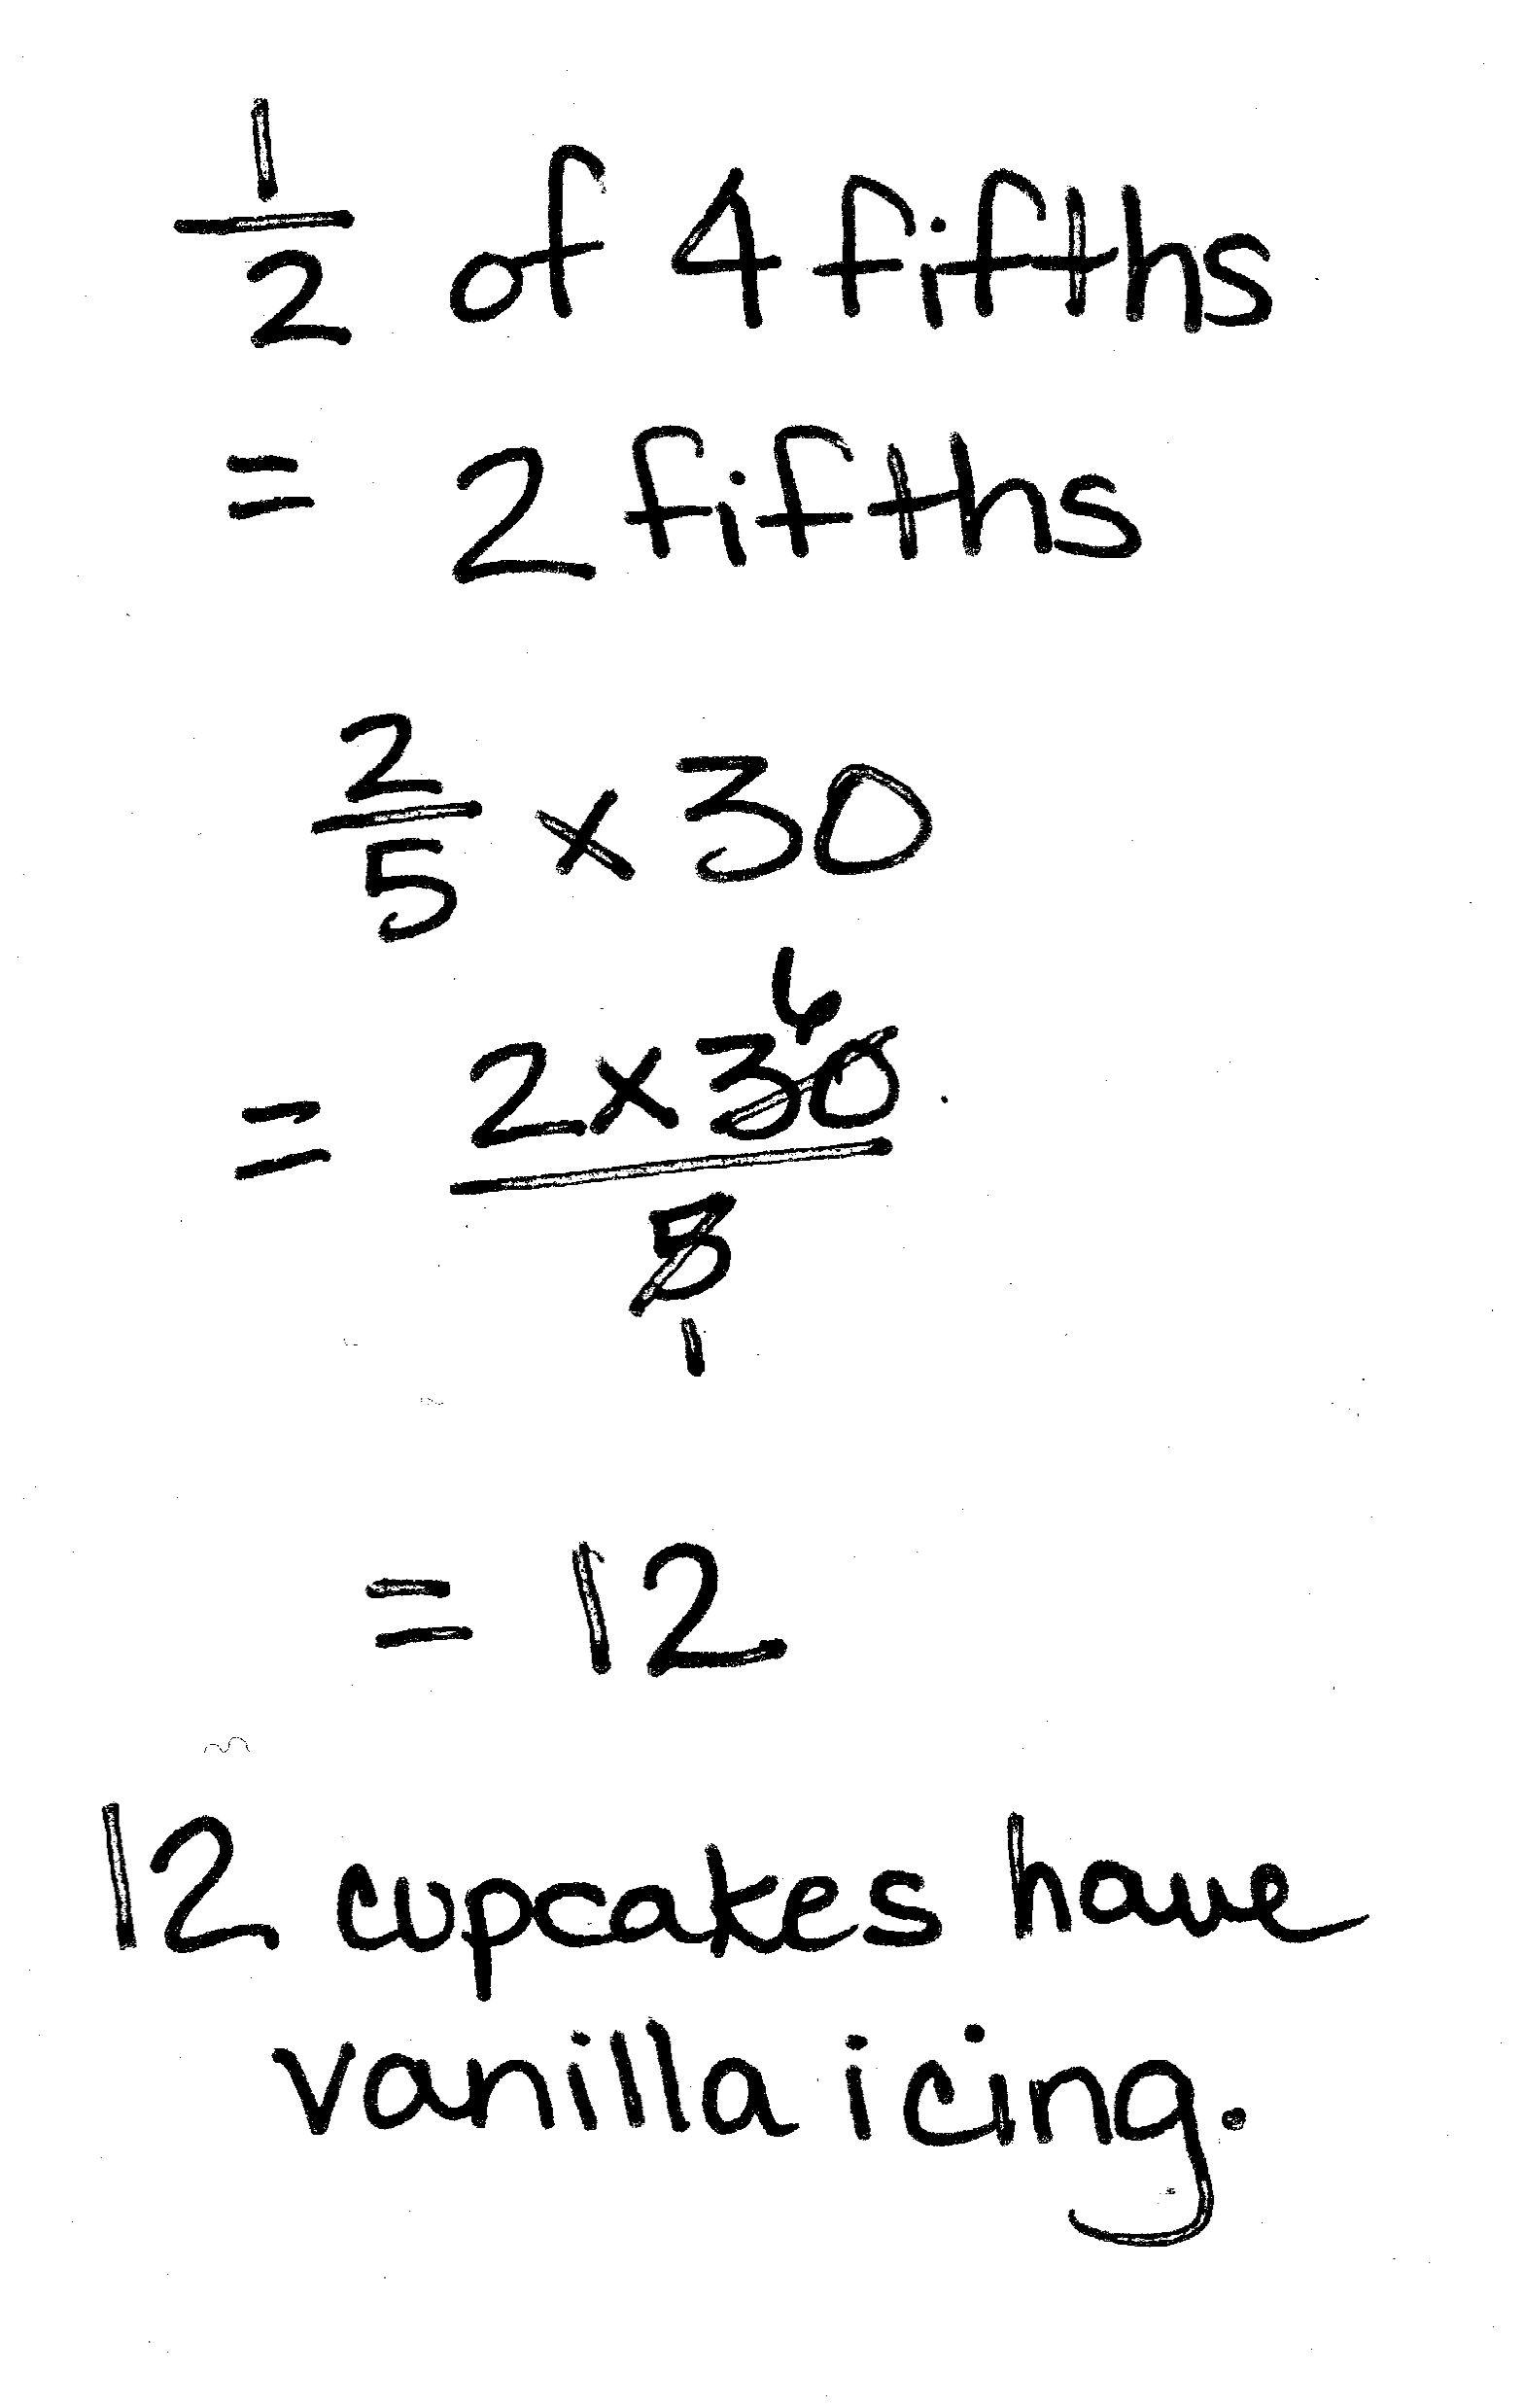 1/2 of 4 fifths
= 2 fifths
2/5 × 30
= 2 × 30 6 / 5 1
= 12
12 cupcakes have
vanilla icing.